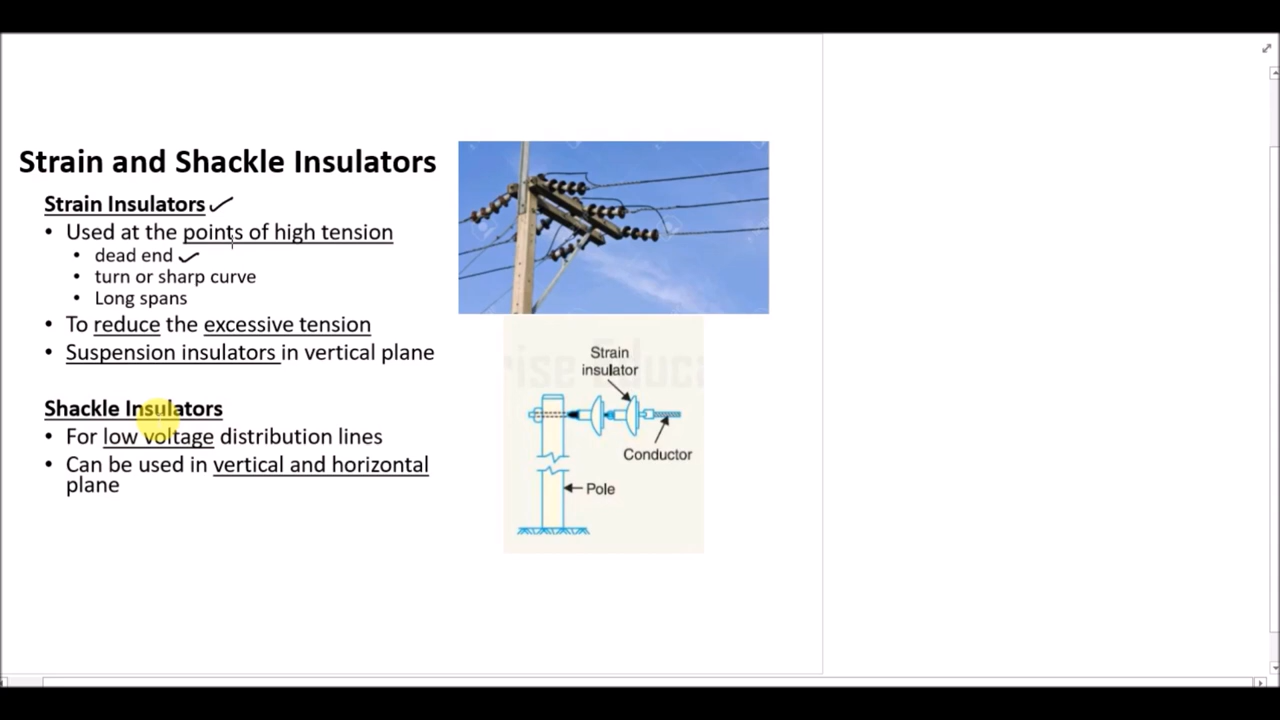 Strain and Shackle Insulators
Strain Insulators
• Used at the points of high tension
• dead end
• turn or sharp curve
• Long spans
• To reduce the excessive tension
• Suspension insulators in vertical plane
Shackle Insulators
• For low voltage distribution lines
• Can be used in vertical and horizontal
plane
Strain
insulator
Conductor
Pole